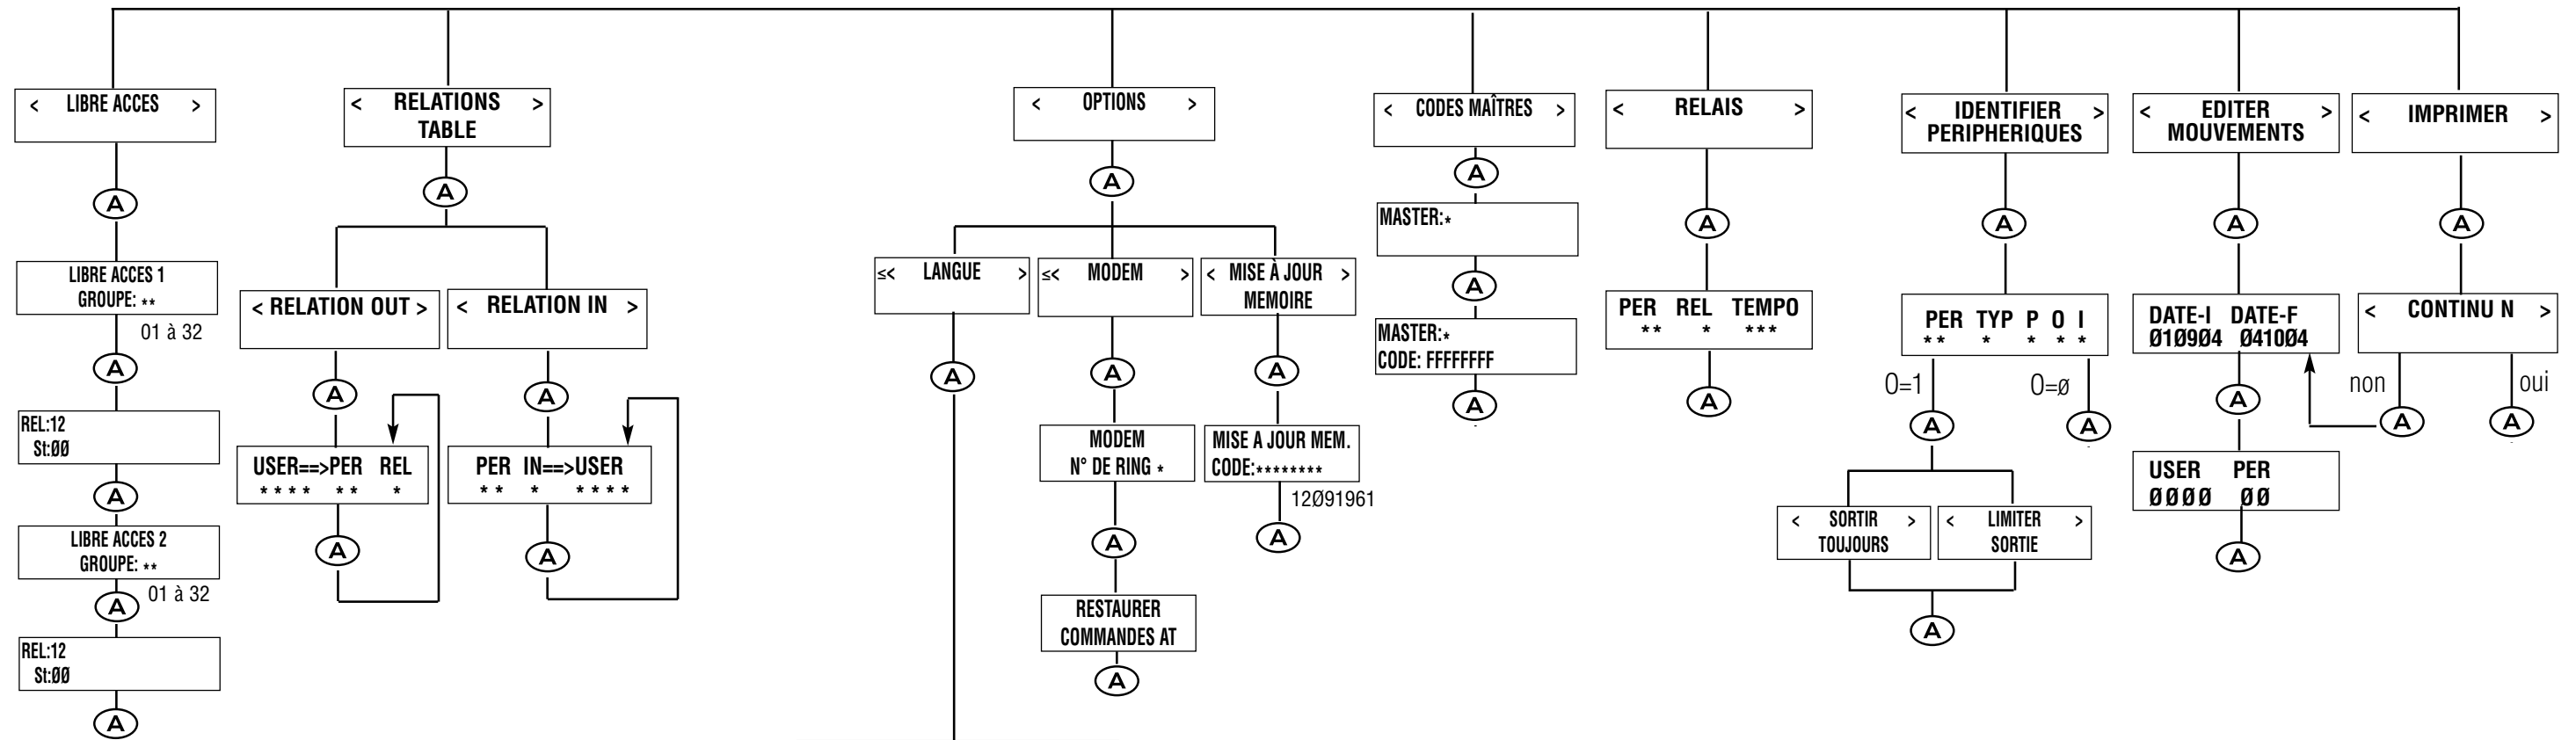 < LIBRE ACCES >
A
LIBRE ACCES 1
GROUPE: **
01 à 32
A
REL:12
St:ØØ
A
LIBRE ACCES 2
GROUPE: **
01 à 32
A
REL:12
St:ØØ
A
< RELATIONS >
TABLE
A
< RELATION OUT >
A
USER==>PER REL
**** ** *
A
< RELATION IN >
A
PER IN==>USER
** * ****
A
< OPTIONS >
A
≤< LANGUE >
A
≤< MODEM >
A
MODEM
N° DE RING *
A
RESTAURER
COMMANDES AT
A
< MISE À JOUR >
MEMOIRE
A
MISE A JOUR MEM.
CODE:********
12Ø91961
A
< CODES MAÎTRES >
A
MASTER:*
A
MASTER:*
CODE: FFFFFFFF
A
< RELAIS >
A
PER REL TEMPO
** * ***
A
< IDENTIFIER >
PERIPHERIQUES
A
PER TYP P O I
** * * * *
O=1
O=ø
A
A
< SORTIR >
TOUJOURS
< LIMITER >
SORTIE
A
< EDITER >
MOUVEMENTS
A
DATE-I DATE-F
Ø1Ø9Ø4 Ø41ØØ4
A
USER PER
ØØØØ ØØ
A
< IMPRIMER >
A
< CONTINU N >
non
oui
A
A